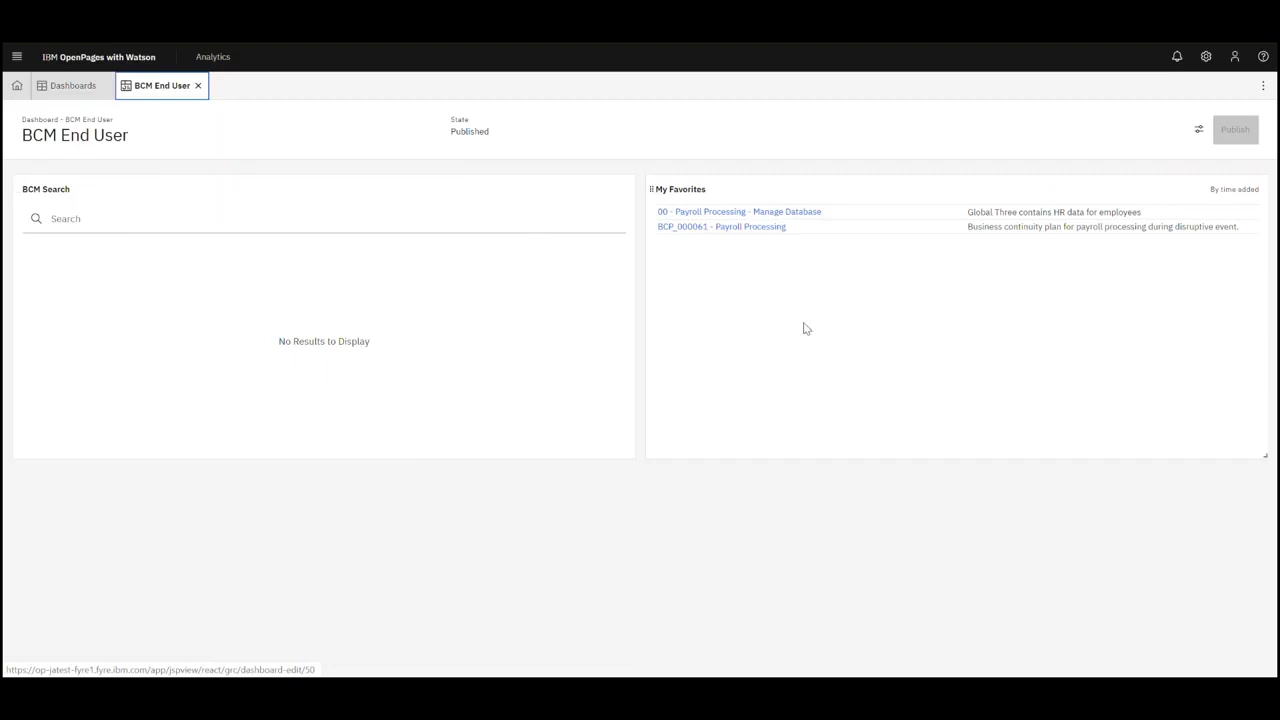 IBM OpenPages with Watson
Analytics
Dashboards
BCM End User
Dashboard - BCM End User
BCM End User
State
Published
Publish
BCM Search
Search
No Results to Display
My Favorites
By time added
00 - Payroll Processing - Manage Database
Global Three contains HR data for employees
BCP_000061 - Payroll Processing
Business continuity plan for payroll processing during disruptive event.
https://op-jatest-fyre1.fyre.ibm.com/app/jspview/react/grc/dashboard-edit/50